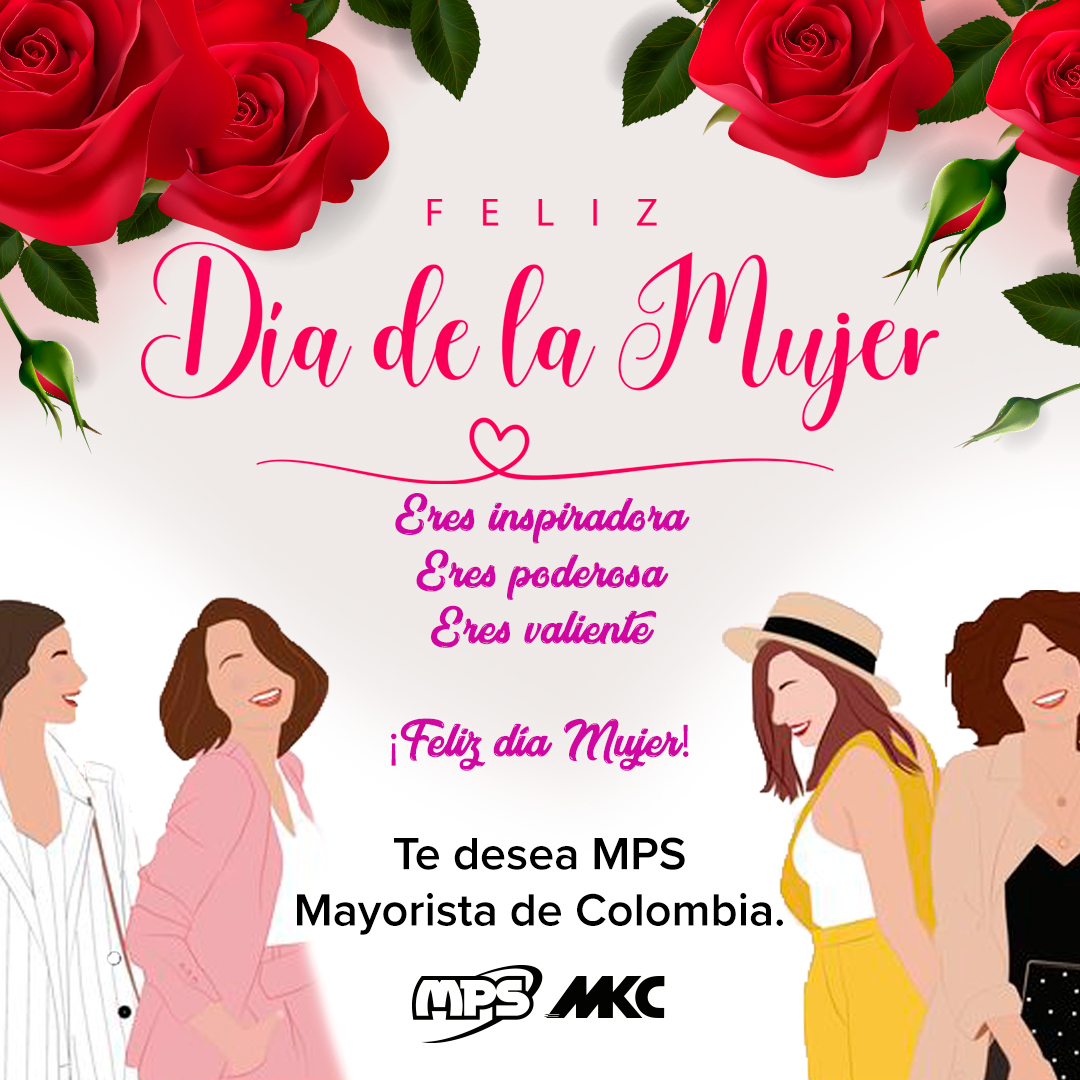 FELIZ
Día de la Mujer
Eres inspiradora
Eres poderosa
Eres valiente
¡Feliz día Mujer!
Te desea MPS
Mayorista de Colombia.
MPS MKC